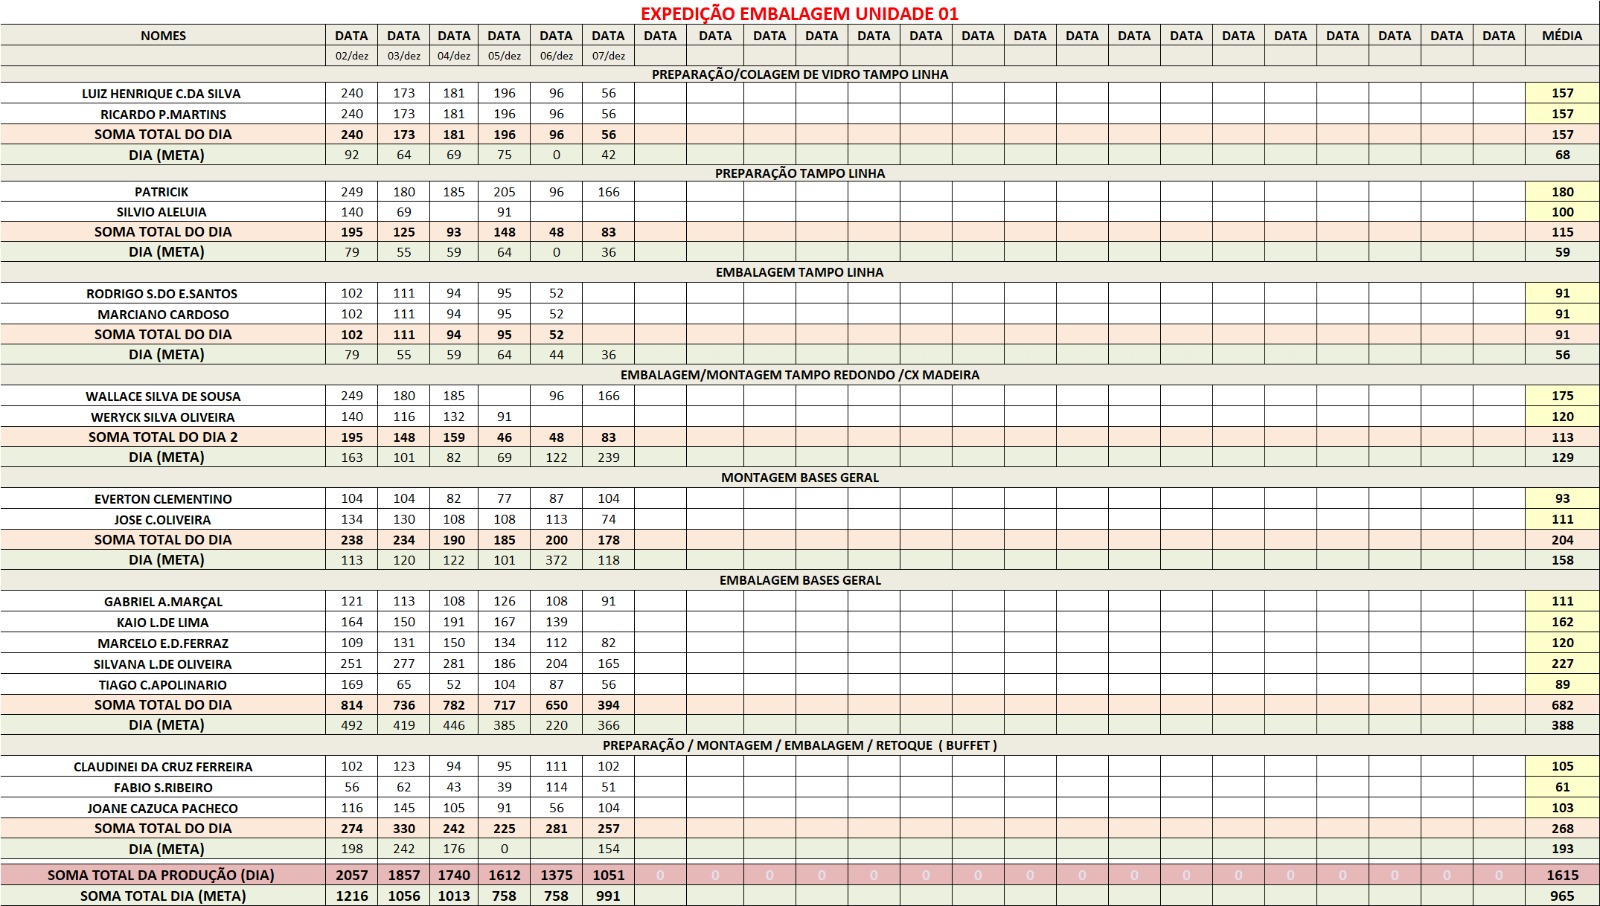 EXPEDIÇÃO EMBALAGEM UNIDADE 01
NOMES DATA DATA DATA DATA DATA DATA DATA DATA DATA DATA DATA DATA DATA DATA DATA DATA DATA DATA DATA DATA DATA DATA DATA MÉDIA
02/dez 03/dez 04/dez 05/dez 06/dez 07/dez
PREPARAÇÃO/COLAGEM DE VIDRO TAMPO LINHA
LUIZ HENRIQUE C.DA SILVA 240 173 181 196 96 56 157
RICARDO P.MARTINS 240 173 181 196 96 56 157
SOMA TOTAL DO DIA 240 173 181 196 96 56 157
DIA (META) 92 64 69 75 0 42 68
PREPARAÇÃO TAMPO LINHA
PATRICIK 249 180 185 205 96 166 180
SILVIO ALELUIA 140 69 91 100
SOMA TOTAL DO DIA 195 125 93 148 48 83 115
DIA (META) 79 55 59 64 0 36 59
EMBALAGEM TAMPO LINHA
RODRIGO S.DO E.SANTOS 102 111 94 95 52 91
MARCIANO CARDOSO 102 111 94 95 52 91
SOMA TOTAL DO DIA 102 111 94 95 52 91
DIA (META) 79 55 59 64 44 36 56
EMBALAGEM/MONTAGEM TAMPO REDONDO /CX MADEIRA
WALLACE SILVA DE SOUSA 249 180 185 96 166 175
WERYCK SILVA OLIVEIRA 140 116 132 91 120
SOMA TOTAL DO DIA 2 195 148 159 46 48 83 113
DIA (META) 163 101 82 69 122 239 129
MONTAGEM BASES GERAL
EVERTON CLEMENTINO 104 104 82 77 87 104 93
JOSE C.OLIVEIRA 134 130 108 108 113 74 111
SOMA TOTAL DO DIA 238 234 190 185 200 178 204
DIA (META) 113 120 122 101 372 118 158
EMBALAGEM BASES GERAL
GABRIEL A.MARÇAL 121 113 108 126 108 91 111
KAIO L.DE LIMA 164 150 191 167 139 162
MARCELO E.D.FERRAZ 109 131 150 134 112 82 120
SILVANA L.DE OLIVEIRA 251 277 281 186 204 165 227
TIAGO C.APOLINARIO 169 65 52 104 87 56 89
SOMA TOTAL DO DIA 814 736 782 717 650 394 682
DIA (META) 492 419 446 385 220 366 388
PREPARAÇÃO / MONTAGEM / EMBALAGEM / RETOQUE ( BUFFET )
CLAUDINEI DA CRUZ FERREIRA 102 123 94 95 111 102 105
FABIO S.RIBEIRO 56 62 43 39 114 51 61
JOANE CAZUCA PACHECO 116 145 105 91 56 104 103
SOMA TOTAL DO DIA 274 330 242 225 281 257 268
DIA (META) 198 242 176 0 154 193
SOMA TOTAL DA PRODUÇÃO (DIA) 2057 1857 1740 1612 1375 1051 0 0 0 0 0 0 0 0 0 0 0 0 0 0 0 0 0 1615
SOMA TOTAL DIA (META) 1216 1056 1013 758 758 991 965